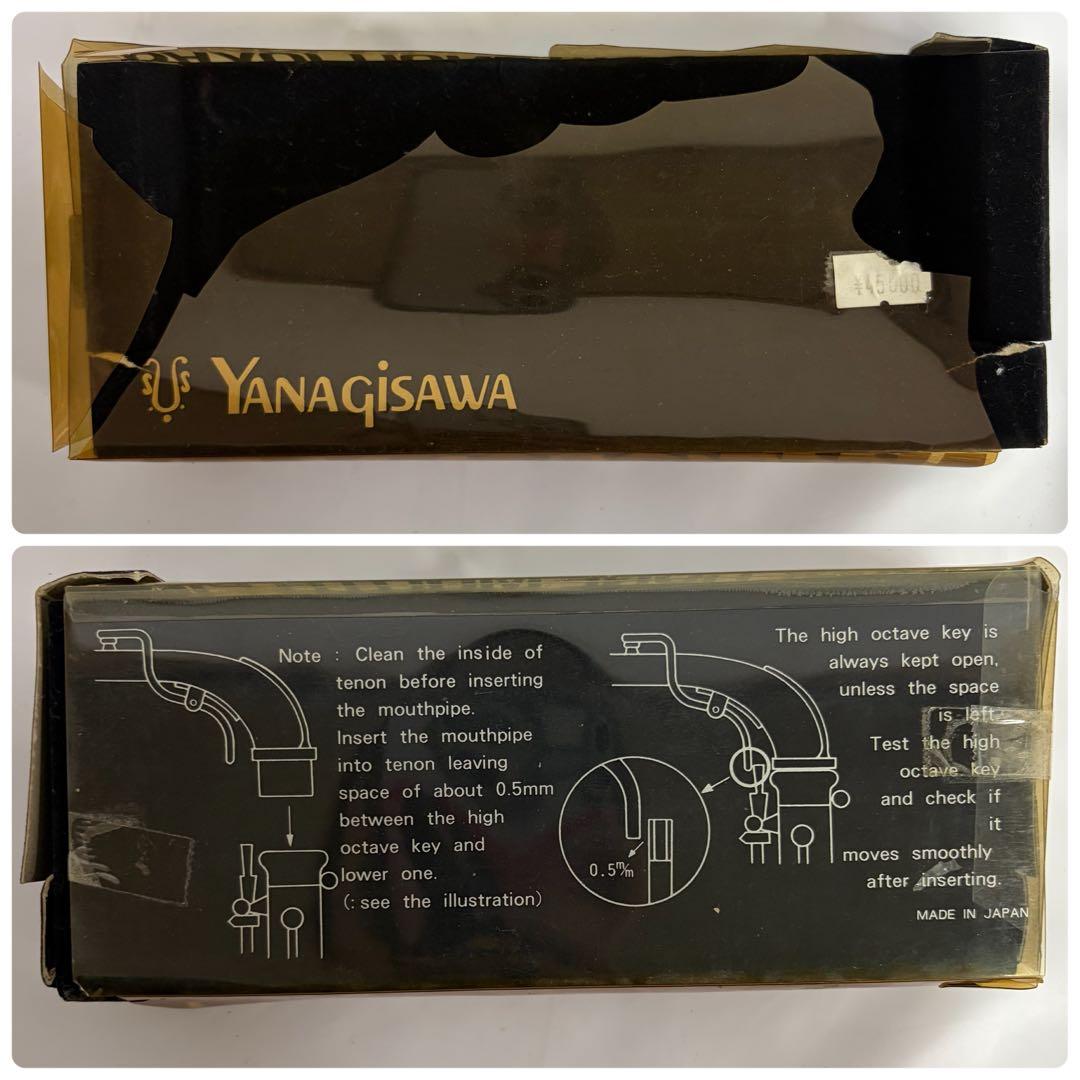 YANAGiSAWA
¥45000
Note : Clean the inside of
tenon before inserting
the mouthpipe.
Insert the mouthpipe
into tenon leaving
space of about 0.5mm
between the high
octave key and
lower one.
(: see the illustration)
0.5m/m
The high octave key is
always kept open,
unless the space
is left.
Test the high
octave key
and check if
it
moves smoothly
after inserting.
MADE IN JAPAN